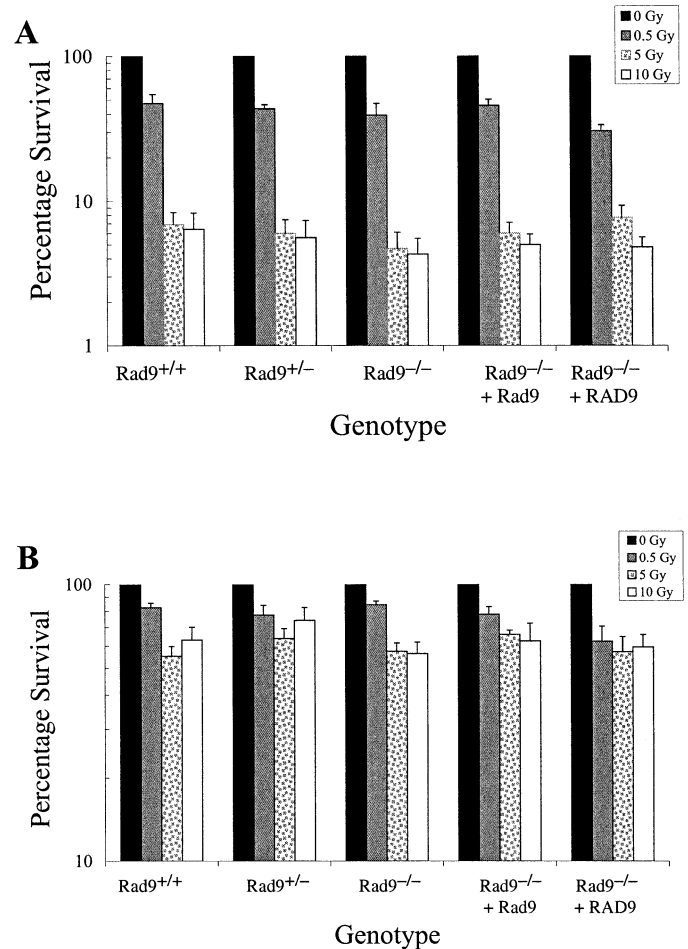 A
0 Gy
0.5 Gy
5 Gy
10 Gy
Percentage Survival
100
10
1
Rad9+/+
Rad9+/–
Rad9–/–
Rad9–/–
+ Rad9
Rad9–/–
+ RAD9
Genotype
B
0 Gy
0.5 Gy
5 Gy
10 Gy
Percentage Survival
100
10
Rad9+/+
Rad9+/–
Rad9–/–
Rad9–/–
+ Rad9
Rad9–/–
+ RAD9
Genotype